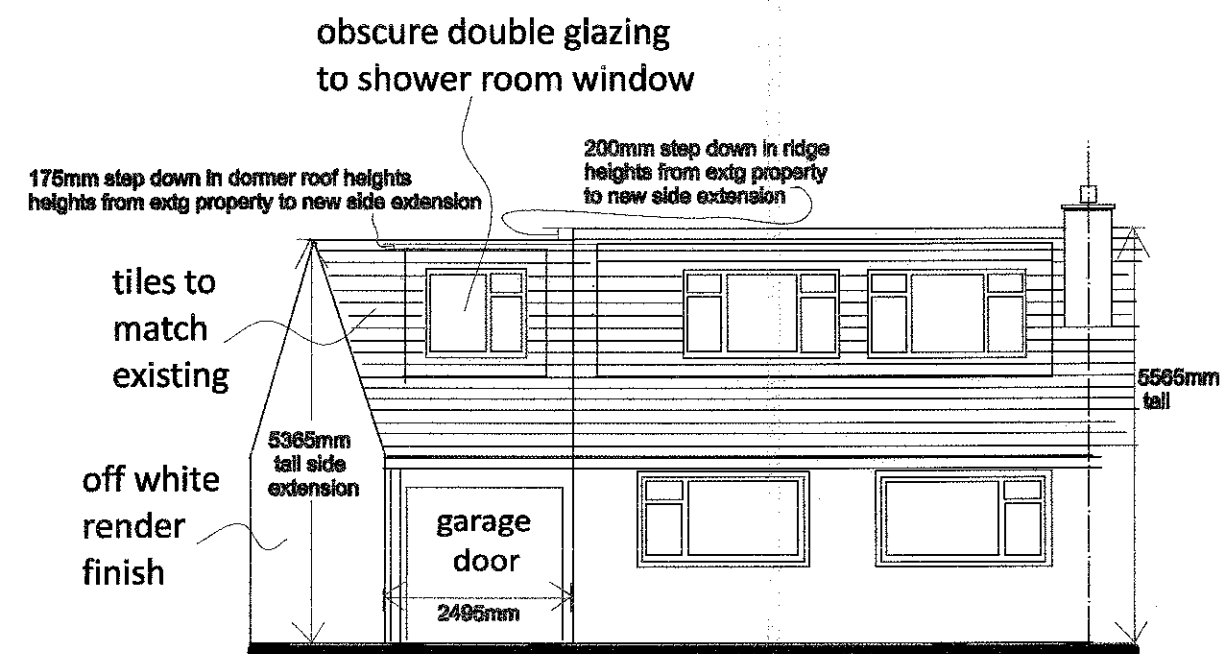 obscure double glazing
to shower room window
200mm step down in ridge
heights from extg property
to new side extension
175mm step down in dormer roof heights
heights from extg property to new side extension
tiles to
match
existing
5565mm
tall
5365mm
tall side
extension
off white
render
finish
garage
door
2495mm